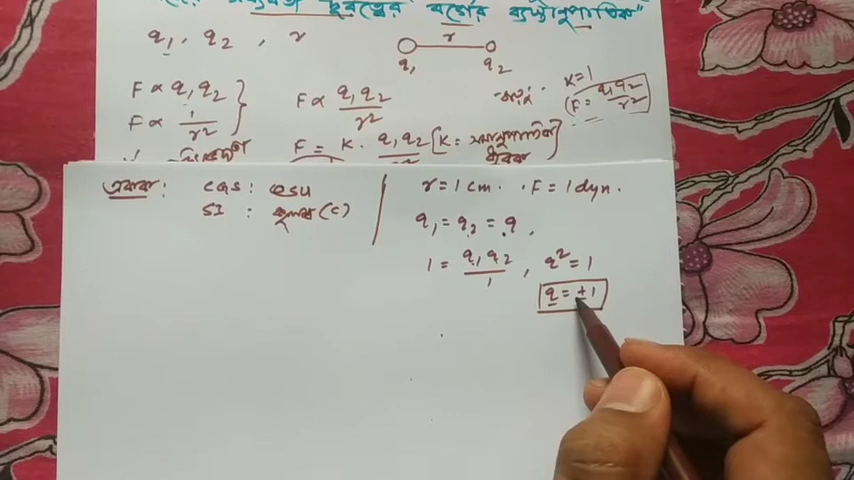 দূরত্বের বর্গের ব্যস্তানুপাতিক"
q₁, q₂, r
r
q₁ q₂
F ∝ q₁q₂
F ∝ 1/r²
F ∝ q₁q₂/r²
F = K. q₁q₂/ [K = সমানুপাতিক ধ্রুবক]
K=1
F = q₁q₂/r²
একক: CGS: esu
SI: কুলম্ব (C)
r = 1 cm. F = 1 dyn.
q₁ = q₂ = q,
1 = q₁q₂/1, q² = 1
q = ±1